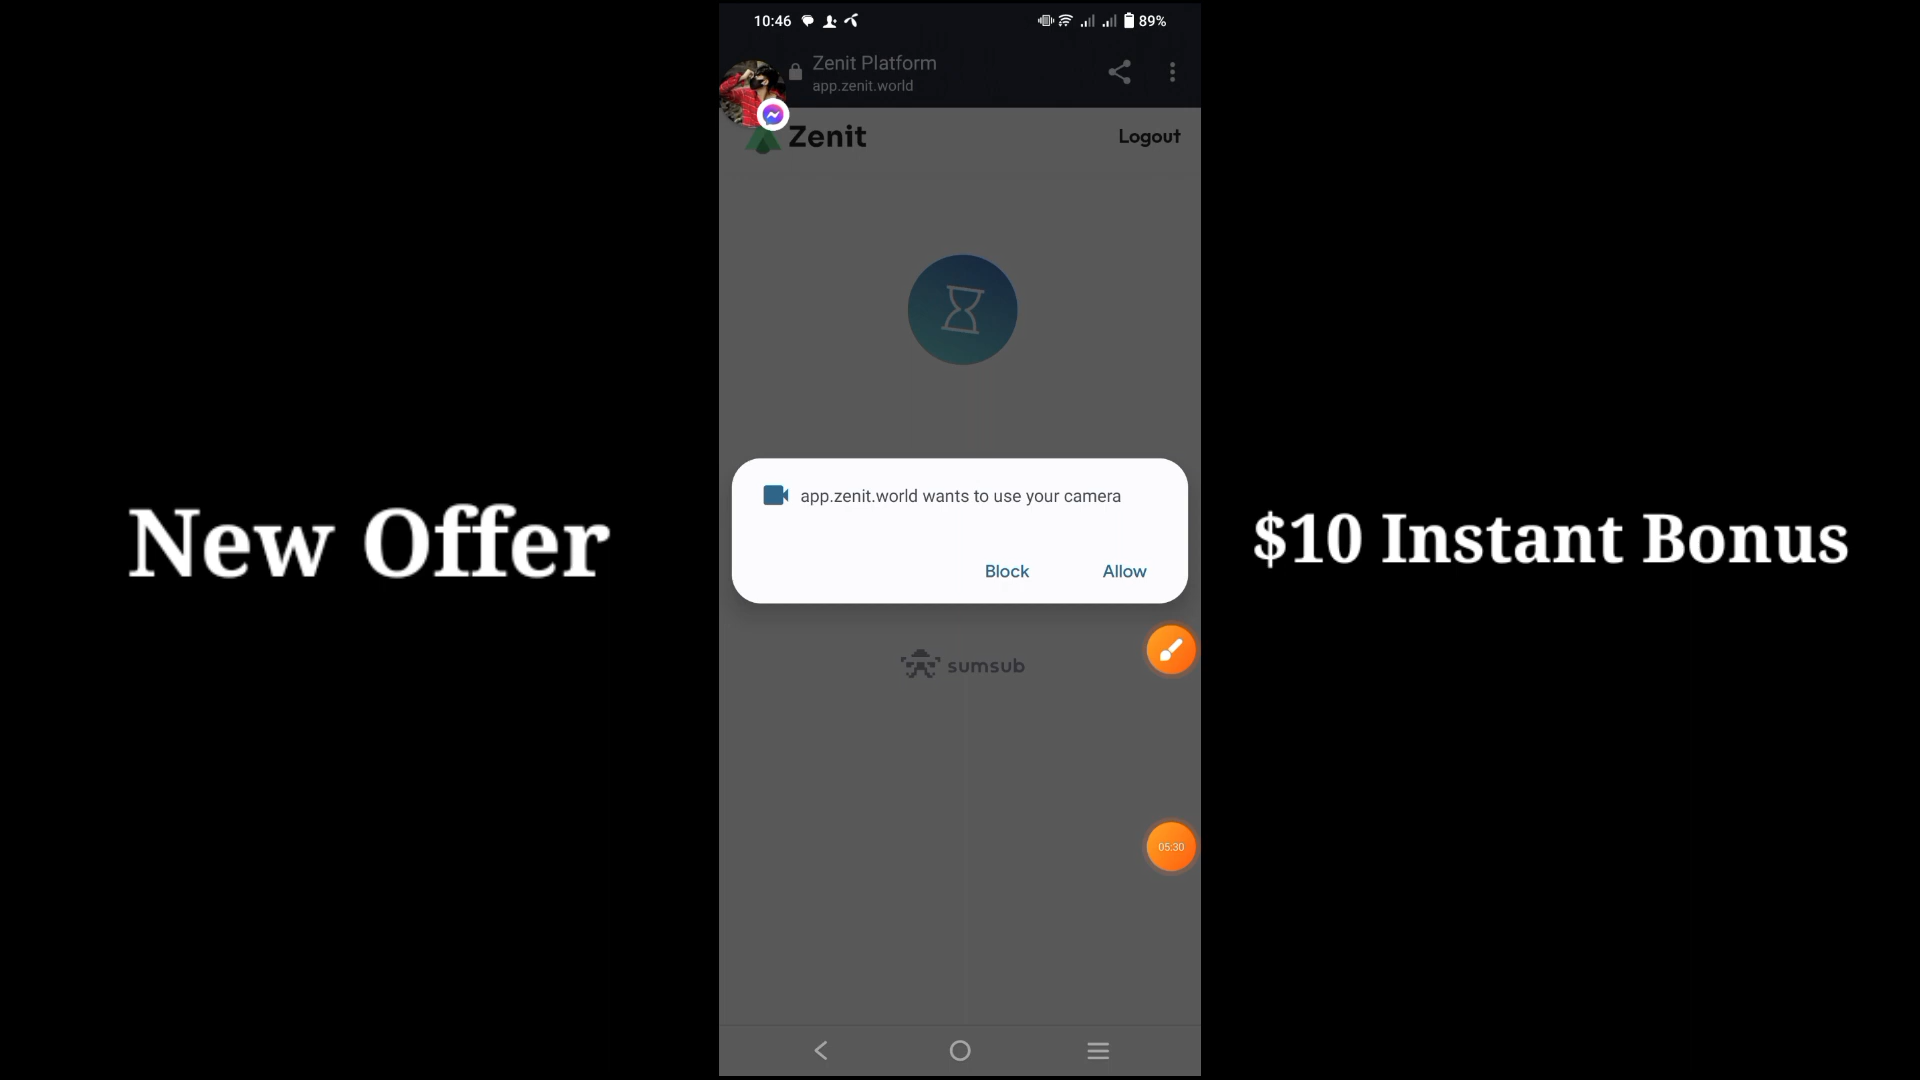 10:46
89%
Zenit Platform
app.zenit.world
Zenit
Logout
app.zenit.world wants to use your camera
Block
Allow
New Offer
$10 Instant Bonus
sumsub
05:30